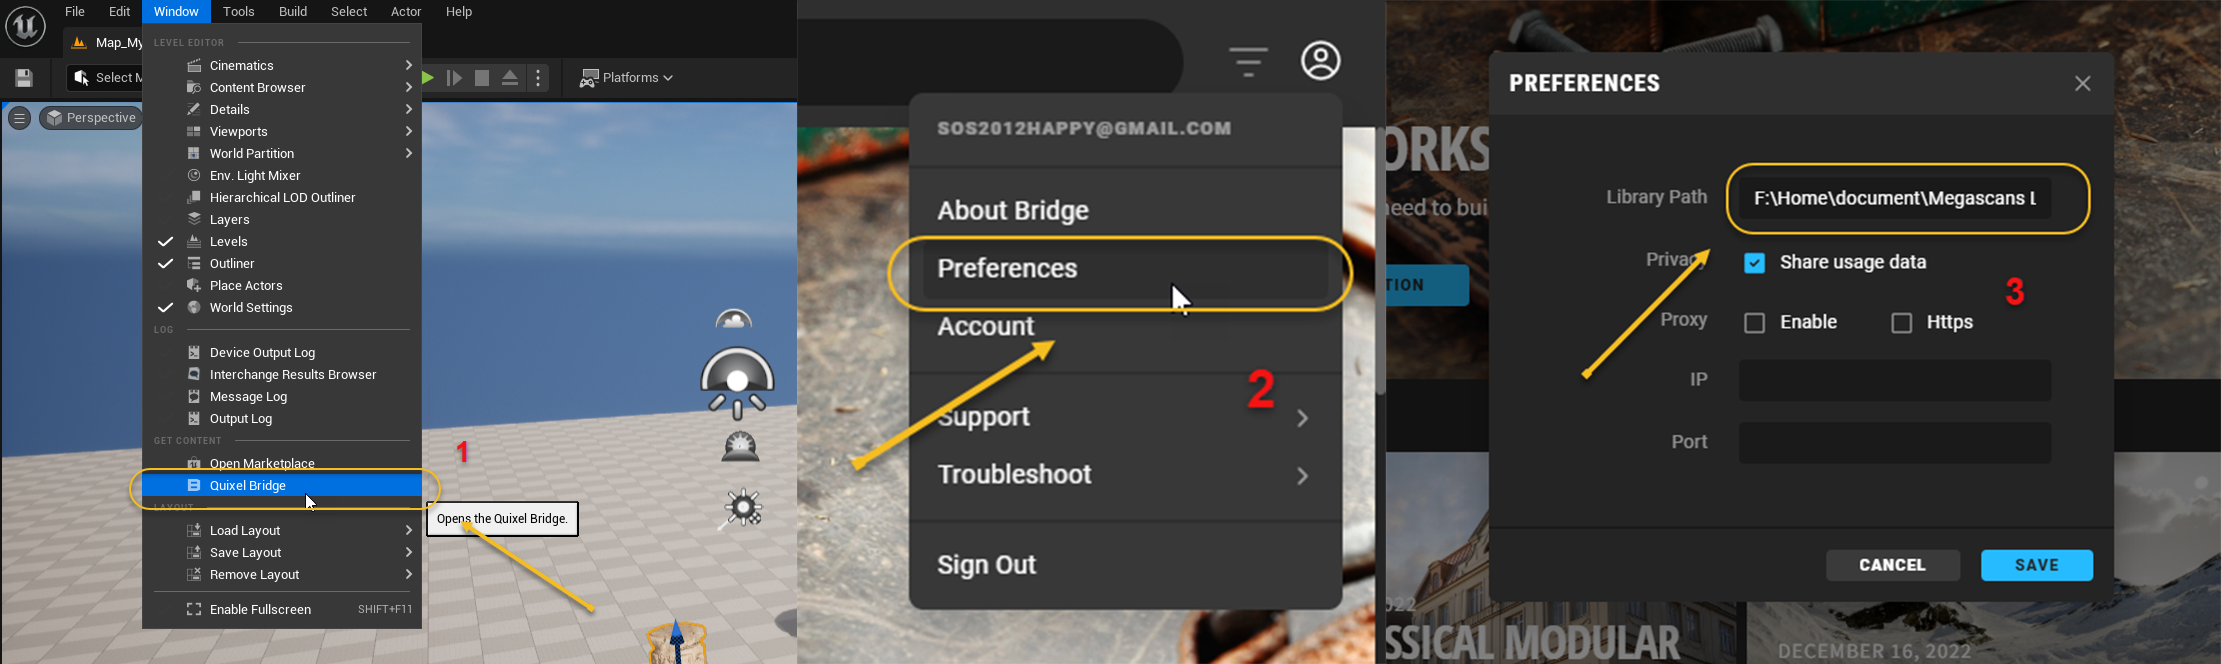 File Edit Window Tools Build Select Actor Help
Map_My
Select M
Platforms
Perspective
LEVEL EDITOR
Cinematics
Content Browser
Details
Viewports
World Partition
Env. Light Mixer
Hierarchical LOD Outliner
Layers
Levels
Outliner
Place Actors
World Settings
LOG
Device Output Log
Interchange Results Browser
Message Log
Output Log
GET CONTENT
Open Marketplace
Quixel Bridge
LAYOUT
Load Layout
Save Layout
Remove Layout
Enable Fullscreen SHIFT+F11
1
Opens the Quixel Bridge.
SOS2012HAPPY@GMAIL.COM
About Bridge
Preferences
Account
2
Support
Troubleshoot
Sign Out
PREFERENCES
ORKS
Library Path F:\Home\document\Megascans L
need to bui
Privacy Share usage data
TION
3
Proxy Enable Https
IP
Port
CANCEL SAVE
022
SSICAL MODULAR
DECEMBER 16, 2022